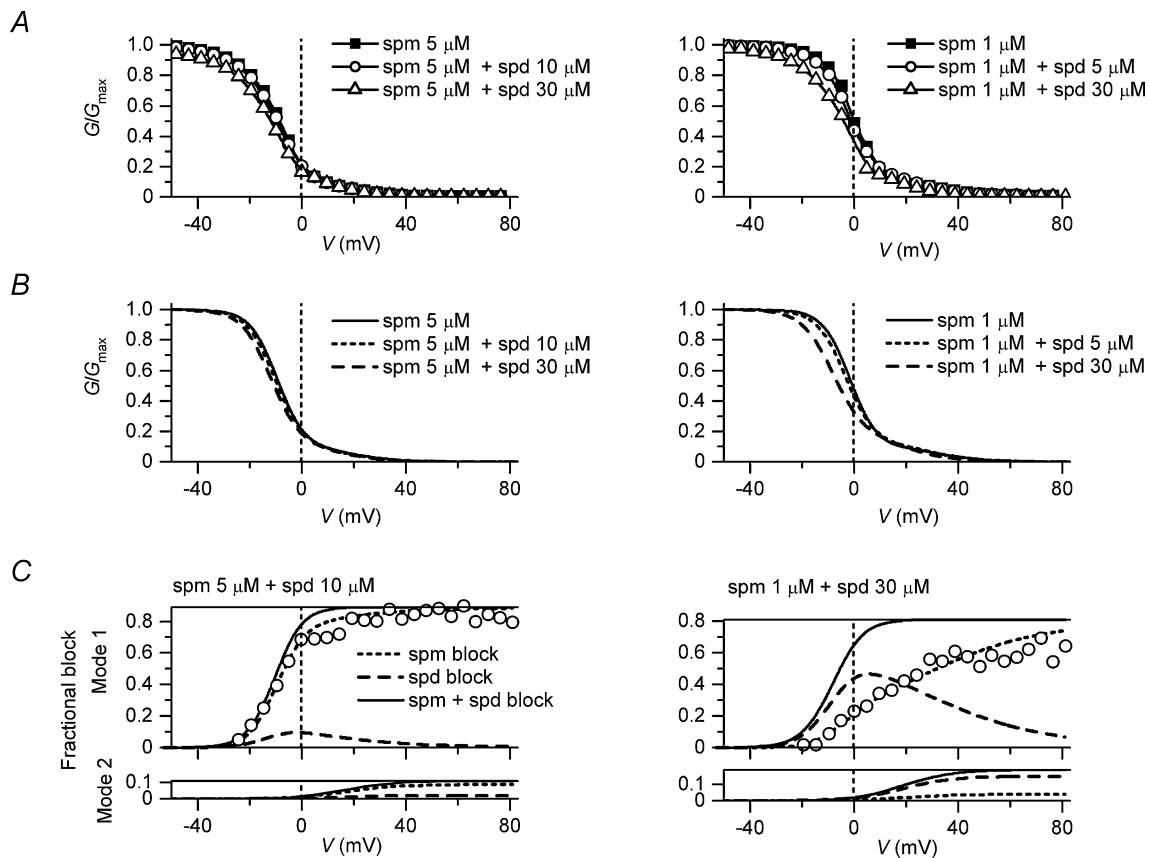 A
G/Gmax
1.0
0.8
0.6
0.4
0.2
0
-40
0
40
80
V (mV)
spm 5 μM
spm 5 μM + spd 10 μM
spm 5 μM + spd 30 μM
1.0
0.8
0.6
0.4
0.2
0
-40
0
40
80
V (mV)
spm 1 μM
spm 1 μM + spd 5 μM
spm 1 μM + spd 30 μM
B
G/Gmax
1.0
0.8
0.6
0.4
0.2
0
-40
0
40
80
V (mV)
spm 5 μM
spm 5 μM + spd 10 μM
spm 5 μM + spd 30 μM
1.0
0.8
0.6
0.4
0.2
0
-40
0
40
80
V (mV)
spm 1 μM
spm 1 μM + spd 5 μM
spm 1 μM + spd 30 μM
C
spm 5 μM + spd 10 μM
Fractional block
Mode 1
0.8
0.6
0.4
0.2
0
spm block
spd block
spm + spd block
Mode 2
0.1
0
-40
0
40
80
V (mV)
spm 1 μM + spd 30 μM
0.8
0.6
0.4
0.2
0
0.1
0
-40
0
40
80
V (mV)